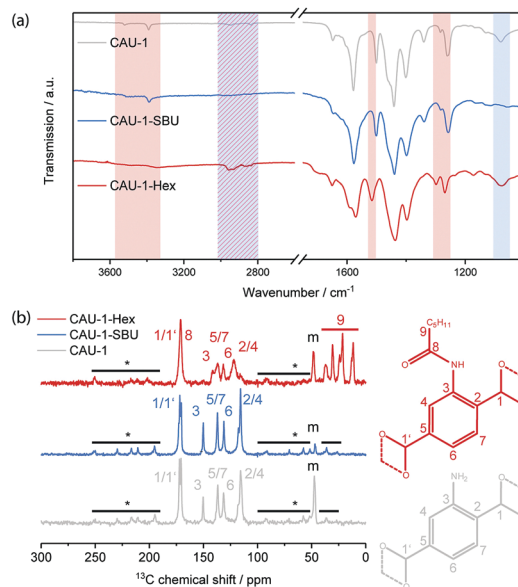 (a)
Transmission / a.u.
CAU-1
CAU-1-SBU
CAU-1-Hex
3600
3200
2800
1600
1200
Wavenumber / cm⁻¹
(b)
CAU-1-Hex
CAU-1-SBU
CAU-1
*
1/1'
8
3
5/7
6
2/4
*
m
9
*
1/1'
3
5/7
6
2/4
*
m
*
1/1'
3
5/7
6
2/4
*
m
300
250
200
150
100
50
0
¹³C chemical shift / ppm
C₅H₁₁
9
8
O
NH
O
3
4
2
1
O
5
7
6
O
1'
O
NH₂
O
3
4
2
1
O
5
7
6
O
1'
O